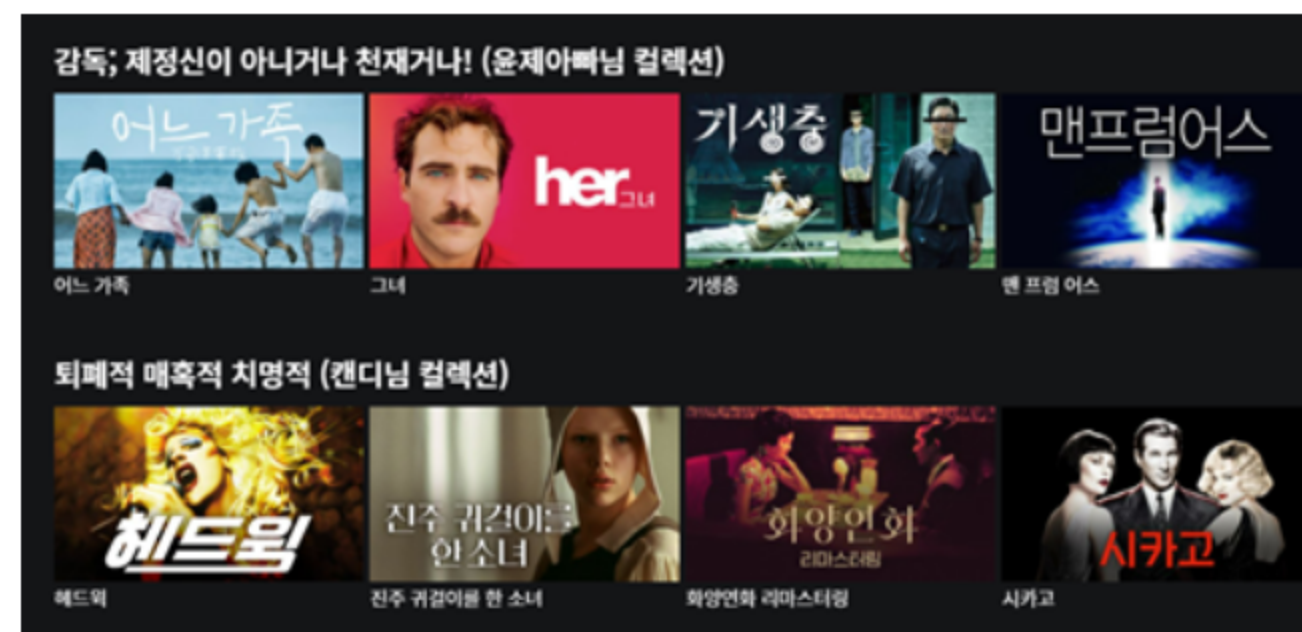 감독; 제정신이 아니거나 천재거나! (윤제아빠님 컬렉션)
어느 가족
her 그녀
기생충
맨프럼어스
어느 가족
그녀
기생충
맨 프럼 어스
퇴폐적 매혹적 치명적 (캔디님 컬렉션)
헤드윅
진주 귀걸이를
한 소녀
화양연화
리마스터링
시카고
헤드윅
진주 귀걸이를 한 소녀
화양연화 리마스터링
시카고